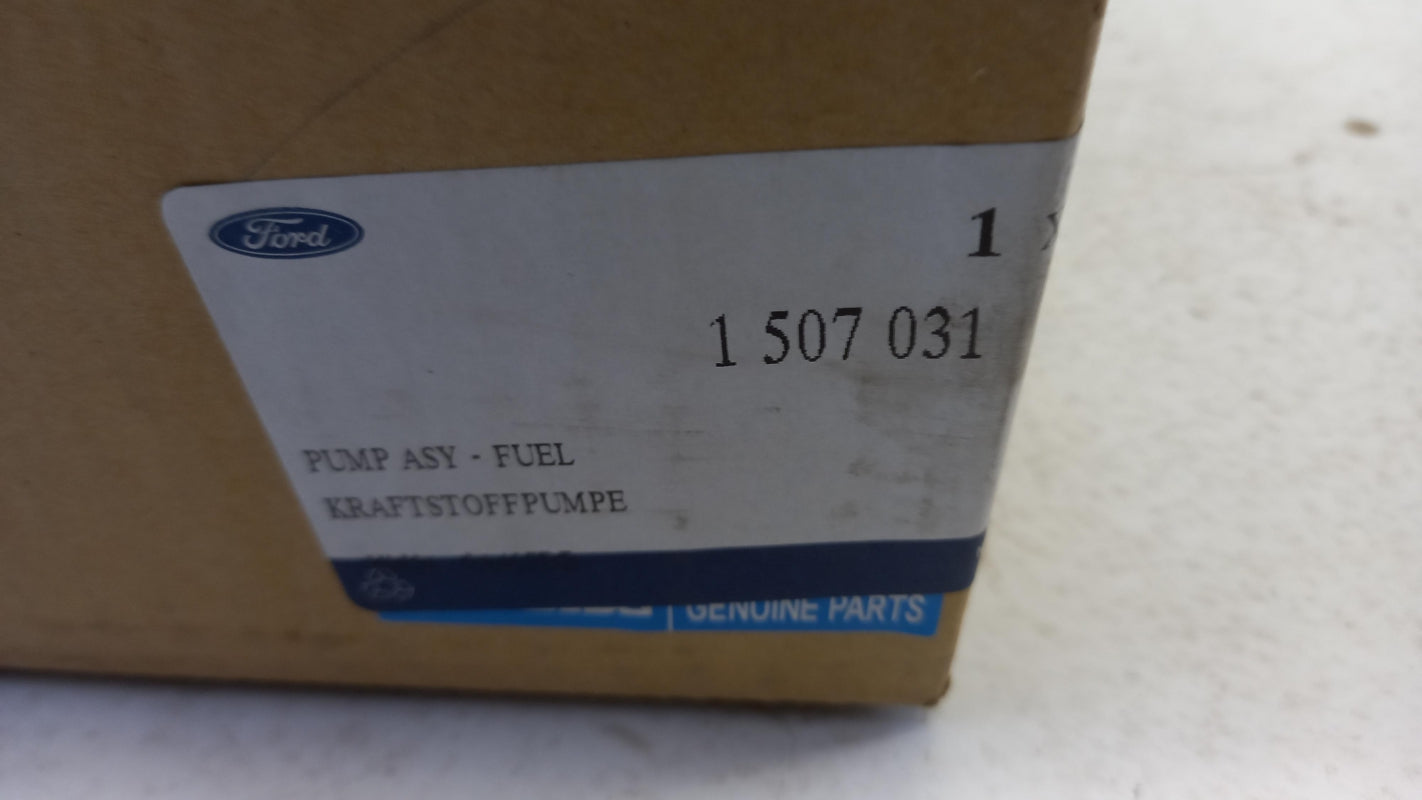 Ford
1 X
1 507 031
PUMP ASY - FUEL
KRAFTSTOFFPUMPE
GENUINE PARTS